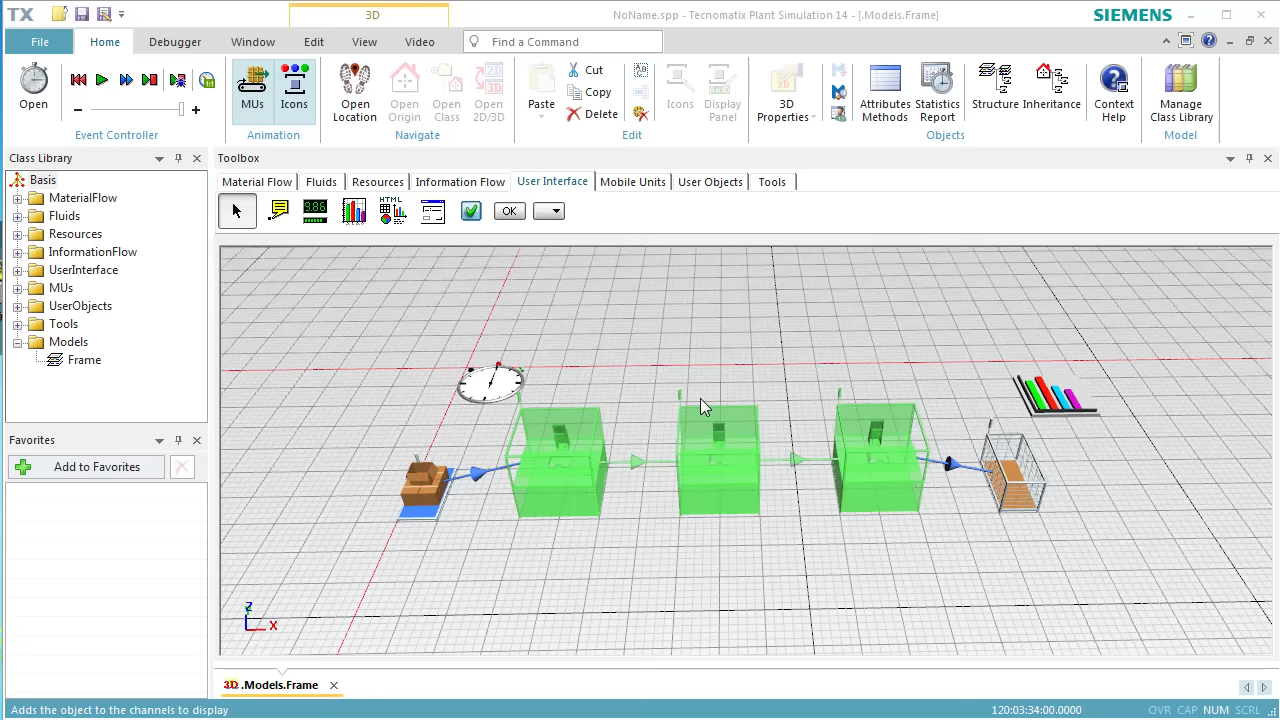 TX
3D
NoName.spp - Tecnomatix Plant Simulation 14 - [.Models.Frame]
SIEMENS
File
Home
Debugger
Window
Edit
View
Video
Find a Command
Open
MUs
Icons
Open Location
Open Origin
Open Class
Open 2D/3D
Paste
Cut
Copy
Delete
Icons
Display Panel
3D Properties
Attributes Methods
Statistics Report
Structure
Inheritance
Context Help
Manage Class Library
Event Controller
Animation
Navigate
Edit
Objects
Model
Class Library
Basis
MaterialFlow
Fluids
Resources
InformationFlow
UserInterface
MUs
UserObjects
Tools
Models
Frame
Favorites
Add to Favorites
Toolbox
Material Flow
Fluids
Resources
Information Flow
User Interface
Mobile Units
User Objects
Tools
9.86
HTML
OK
Z
X
3D .Models.Frame
Adds the object to the channels to display
120:03:34:00.0000
OVR CAP NUM SCRL